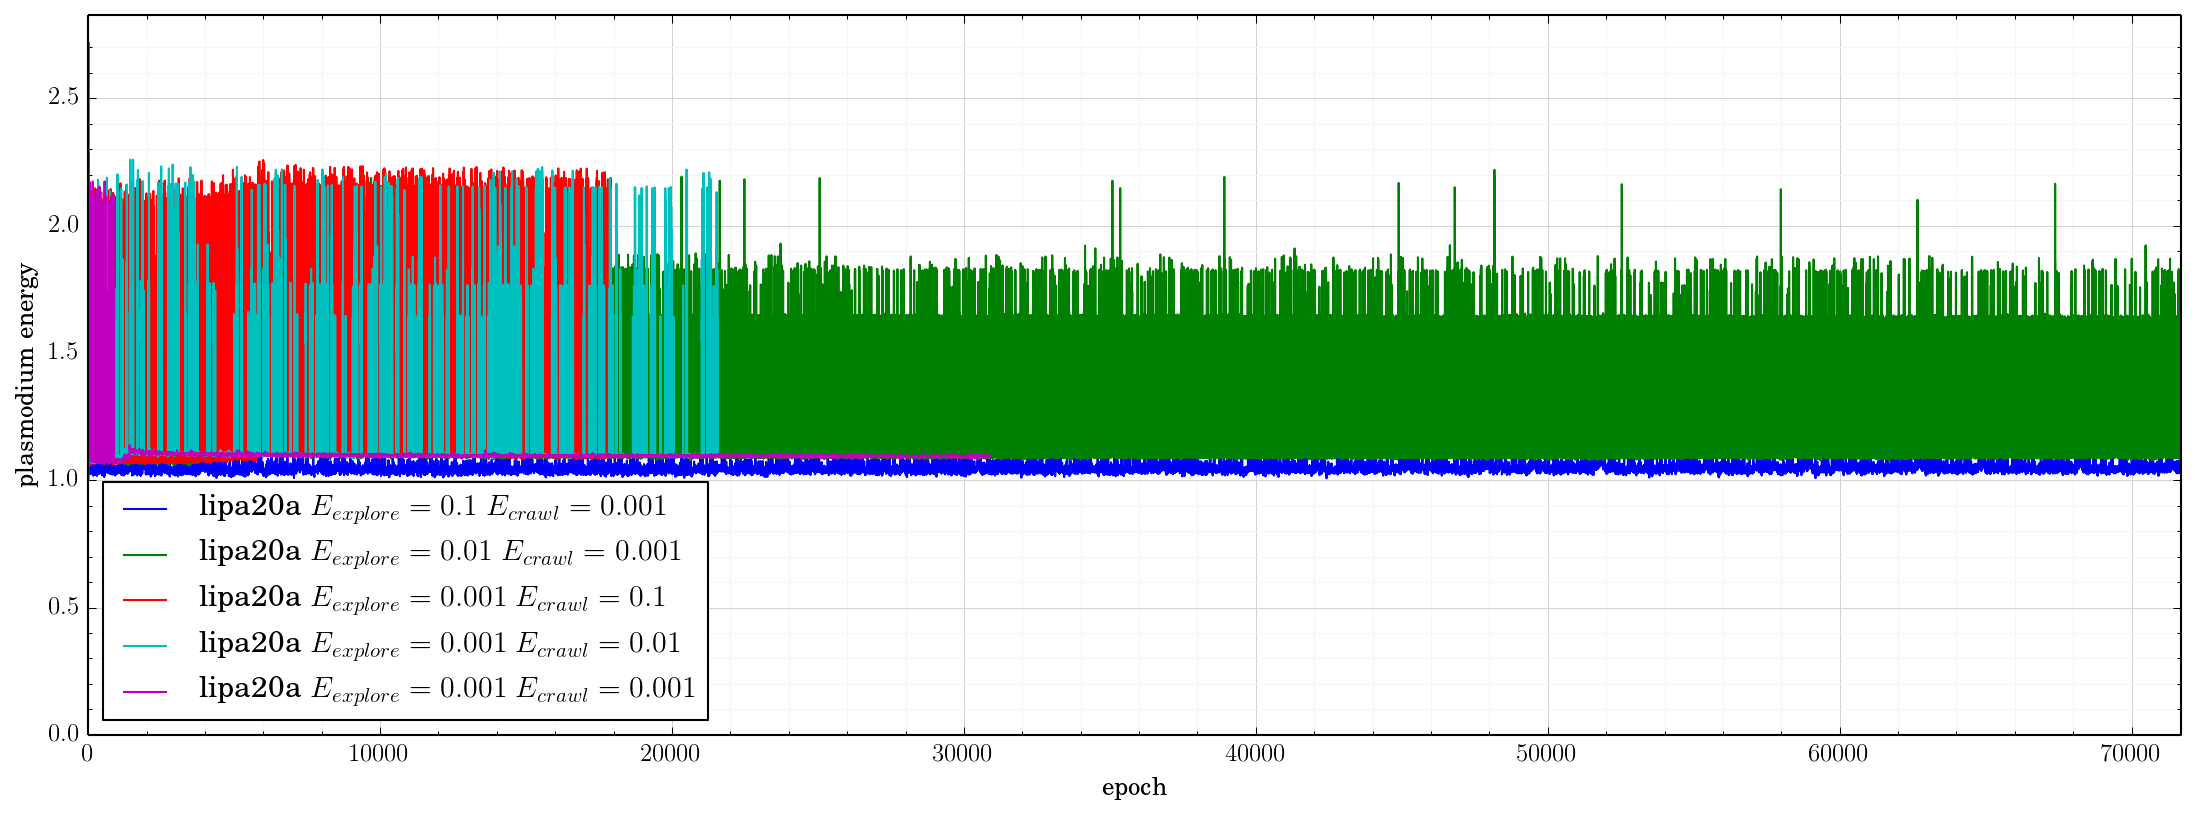 plasmodium energy
2.5
2.0
1.5
1.0
0.5
0.0
lipa20a E_explore = 0.1 E_crawl = 0.001
lipa20a E_explore = 0.01 E_crawl = 0.001
lipa20a E_explore = 0.001 E_crawl = 0.1
lipa20a E_explore = 0.001 E_crawl = 0.01
lipa20a E_explore = 0.001 E_crawl = 0.001
0 10000 20000 30000 40000 50000 60000 70000
epoch